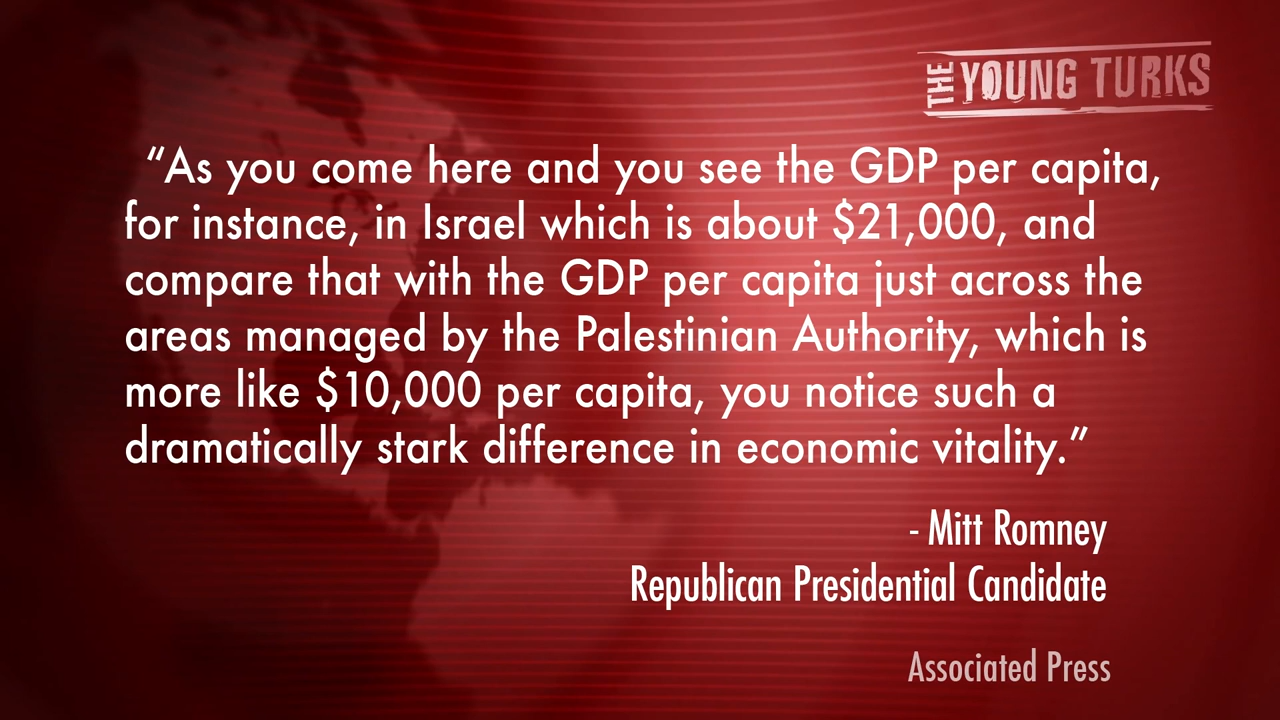 THE YOUNG TURKS
“As you come here and you see the GDP per capita,
for instance, in Israel which is about $21,000, and
compare that with the GDP per capita just across the
areas managed by the Palestinian Authority, which is
more like $10,000 per capita, you notice such a
dramatically stark difference in economic vitality.”
- Mitt Romney
Republican Presidential Candidate
Associated Press